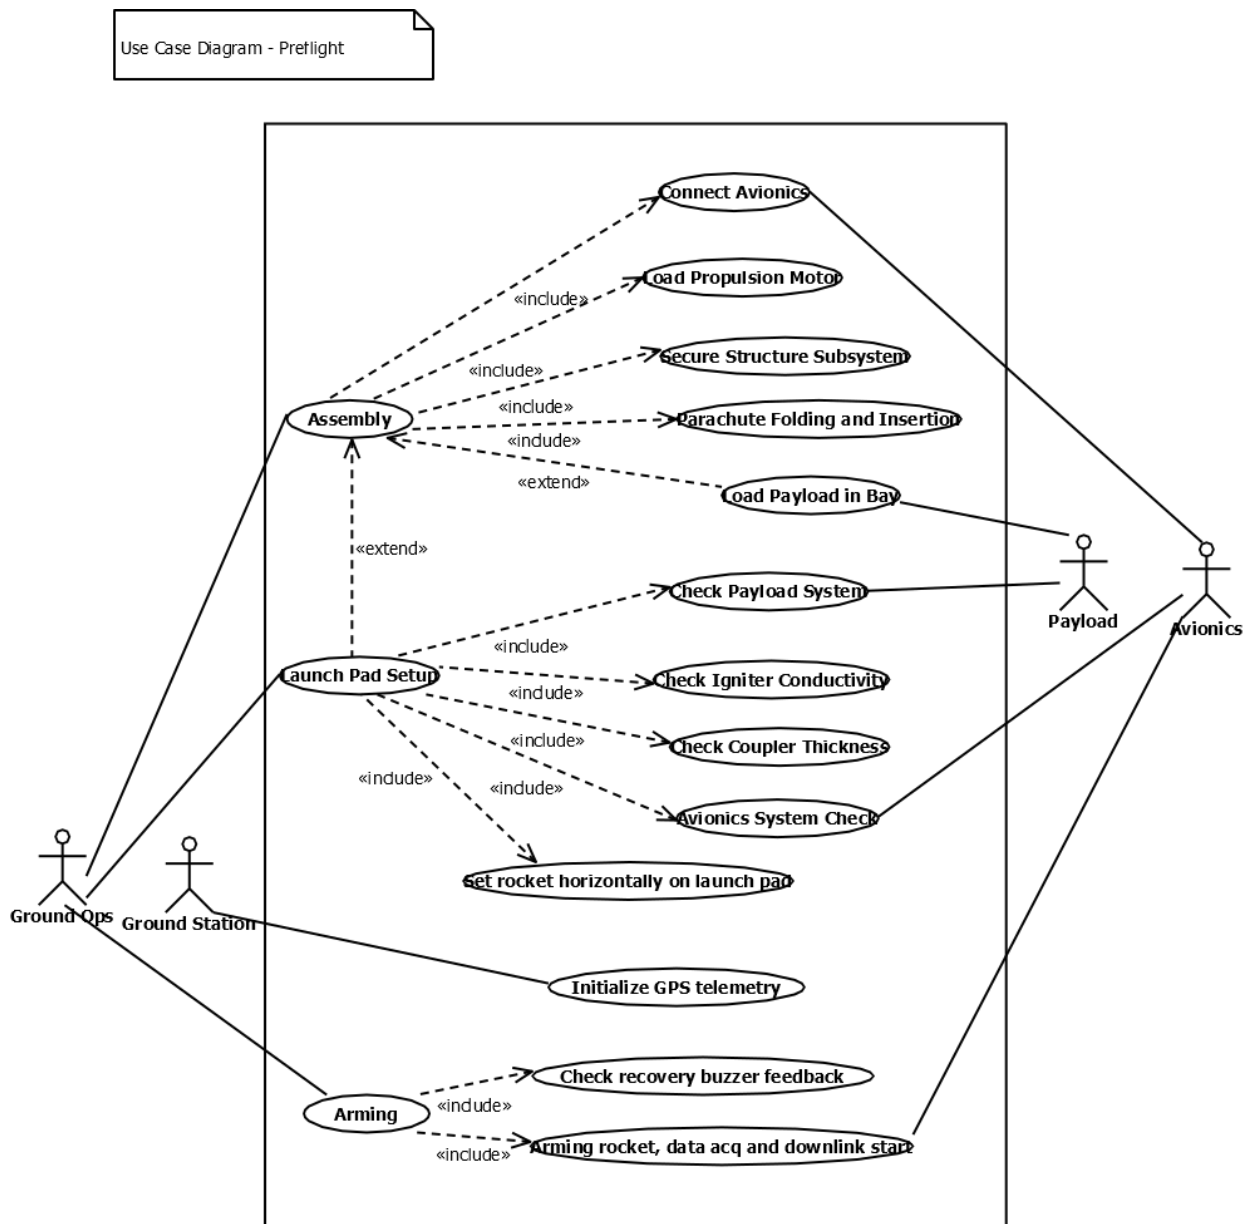 Use Case Diagram - Preflight
Connect Avionics
Load Propulsion Motor
«include»
Secure Structure Subsystem
«include»
Assembly
«include»
Parachute Folding and Insertion
«include»
«extend»
Load Payload in Bay
«extend»
Check Payload System
Payload
Avionics
«include»
Launch Pad Setup
Check Igniter Conductivity
«include»
«include»
Check Coupler Thickness
«include»
«include»
Avionics System Check
Set rocket horizontally on launch pad
Ground Ops
Ground Station
Initialize GPS telemetry
Check recovery buzzer feedback
«include»
Arming
Arming rocket, data acq and downlink start
«include»